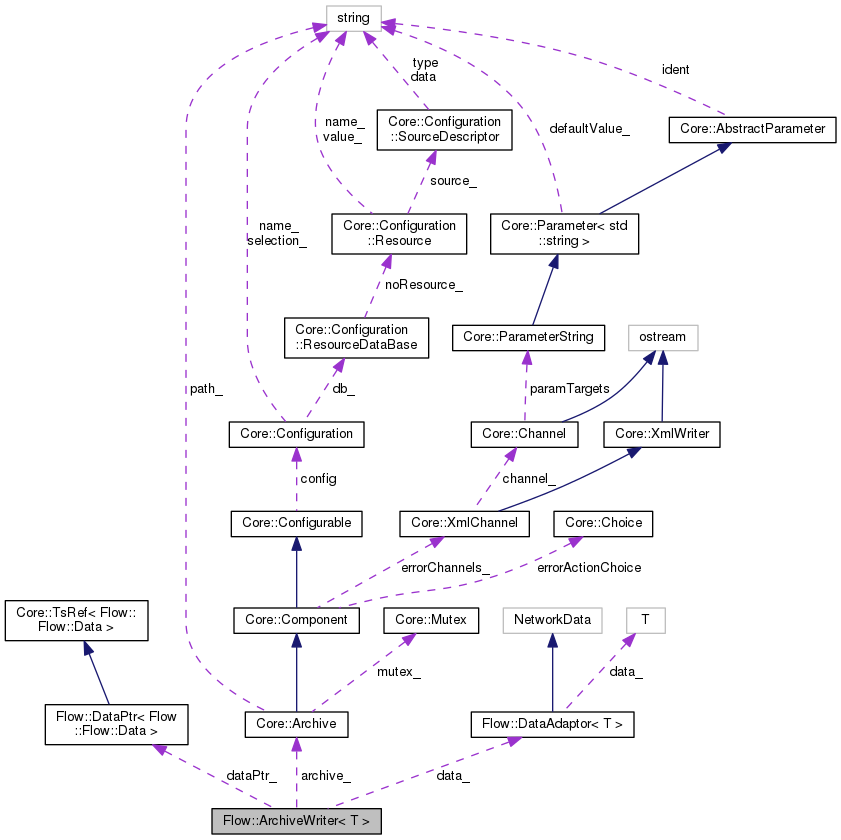 string
ident
type
data
Core::Configuration
::SourceDescriptor
Core::AbstractParameter
name_
value_
defaultValue_
source_
name_
selection_
Core::Configuration
::Resource
Core::Parameter< std
::string >
noResource_
Core::Configuration
::ResourceDataBase
Core::ParameterString
ostream
path_
db_
paramTargets
Core::Configuration
Core::Channel
Core::XmlWriter
config
channel_
Core::Configurable
Core::XmlChannel
Core::Choice
errorChannels_
errorActionChoice
Core::TsRef< Flow::
Flow::Data >
Core::Component
Core::Mutex
NetworkData
T
mutex_
data_
Flow::DataPtr< Flow
::Flow::Data >
Core::Archive
Flow::DataAdaptor< T >
dataPtr_
archive_
data_
Flow::ArchiveWriter< T >